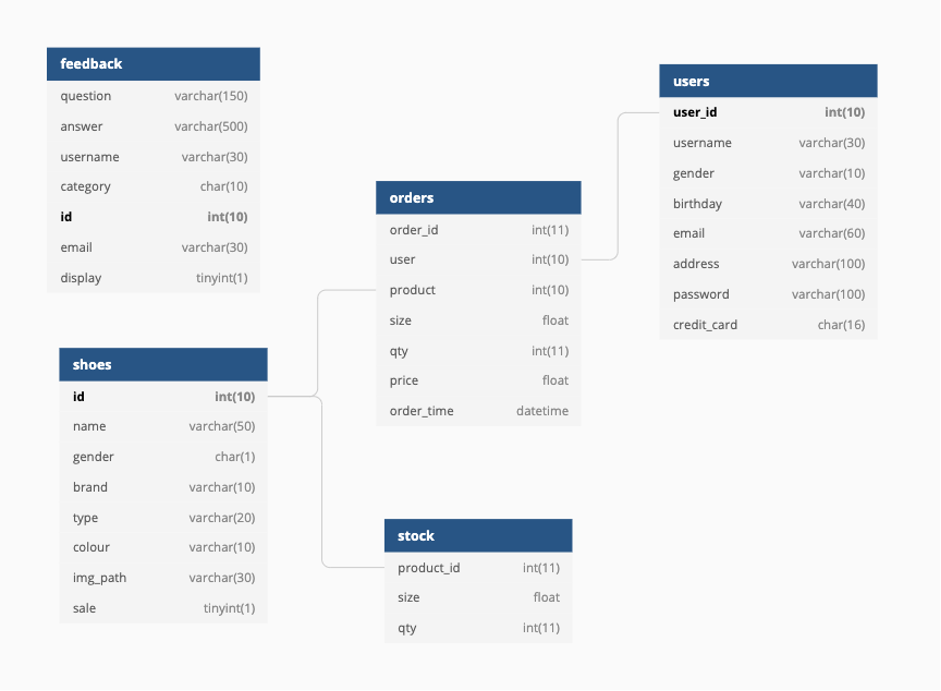 feedback
question varchar(150)
answer varchar(500)
username varchar(30)
category char(10)
id int(10)
email varchar(30)
display tinyint(1)
shoes
id int(10)
name varchar(50)
gender char(1)
brand varchar(10)
type varchar(20)
colour varchar(10)
img_path varchar(30)
sale tinyint(1)
orders
order_id int(11)
user int(10)
product int(10)
size float
qty int(11)
price float
order_time datetime
stock
product_id int(11)
size float
qty int(11)
users
user_id int(10)
username varchar(30)
gender varchar(10)
birthday varchar(40)
email varchar(60)
address varchar(100)
password varchar(100)
credit_card char(16)